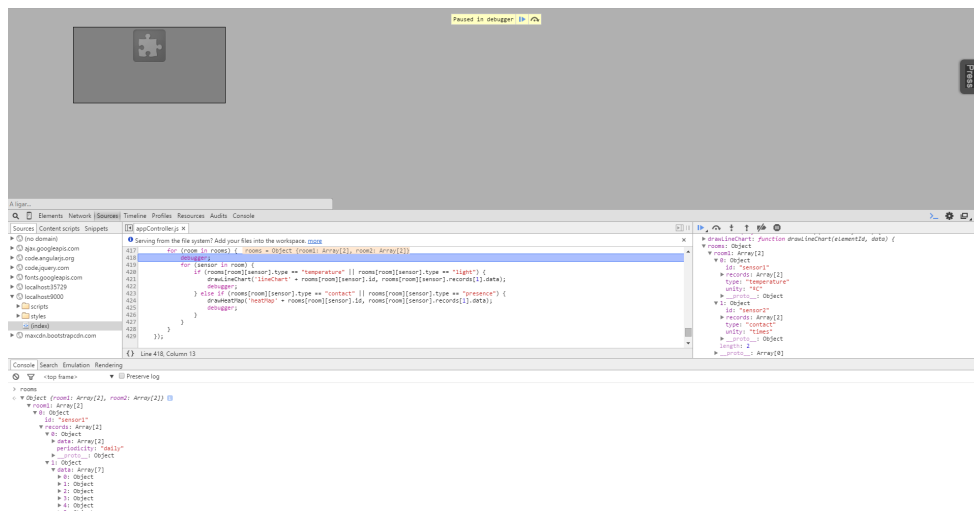 Paused in debugger
Press
A ligar...
Elements Network Sources Timeline Profiles Resources Audits Console
Sources Content scripts Snippets
appController.js ×
(no domain)
ajax.googleapis.com
code.angularjs.org
code.jquery.com
fonts.googleapis.com
localhost:35729
localhost:9000
scripts
styles
(index)
maxcdn.bootstrapcdn.com
Serving from the file system? Add your files into the workspace. more ×
417 for (room in rooms) { rooms = Object {room1: Array[2], room2: Array[2]}
418 debugger;
419 for (sensor in room) {
420 if (rooms[room][sensor].type == "temperature" || rooms[room][sensor].type == "light") {
421 drawLineChart('lineChart' + rooms[room][sensor].id, rooms[room][sensor].records[1].data);
422 debugger;
423 } else if (rooms[room][sensor].type == "contact" || rooms[room][sensor].type == "presence") {
424 drawHeatMap('heatMap' + rooms[room][sensor].id, rooms[room][sensor].records[1].data);
425 debugger;
426 }
427 }
428 }
429 });
{} Line 418, Column 13
drawLineChart: function drawLineChart(elementId, data) {
rooms: Object
room1: Array[2]
0: Object
id: "sensor1"
records: Array[2]
type: "temperature"
unity: "ºC"
__proto__: Object
1: Object
id: "sensor2"
records: Array[2]
type: "contact"
unity: "times"
__proto__: Object
length: 2
__proto__: Array[0]
Console Search Emulation Rendering
<top frame> Preserve log
> rooms
Object {room1: Array[2], room2: Array[2]}
room1: Array[2]
0: Object
id: "sensor1"
records: Array[2]
0: Object
data: Array[2]
periodicity: "daily"
__proto__: Object
1: Object
data: Array[7]
0: Object
1: Object
2: Object
3: Object
4: Object